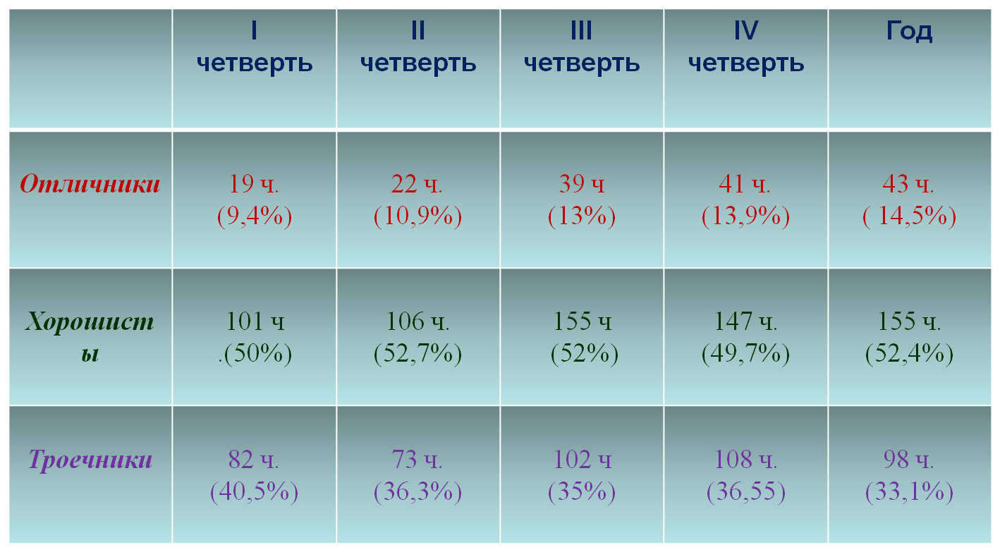 I четверть
II четверть
III четверть
IV четверть
Год
Отличники
19 ч.
(9,4%)
22 ч.
(10,9%)
39 ч
(13%)
41 ч.
(13,9%)
43 ч.
( 14,5%)
Хорошист
ы
101 ч
.(50%)
106 ч.
(52,7%)
155 ч
(52%)
147 ч.
(49,7%)
155 ч.
(52,4%)
Троечники
82 ч.
(40,5%)
73 ч.
(36,3%)
102 ч
(35%)
108 ч.
(36,55)
98 ч.
(33,1%)